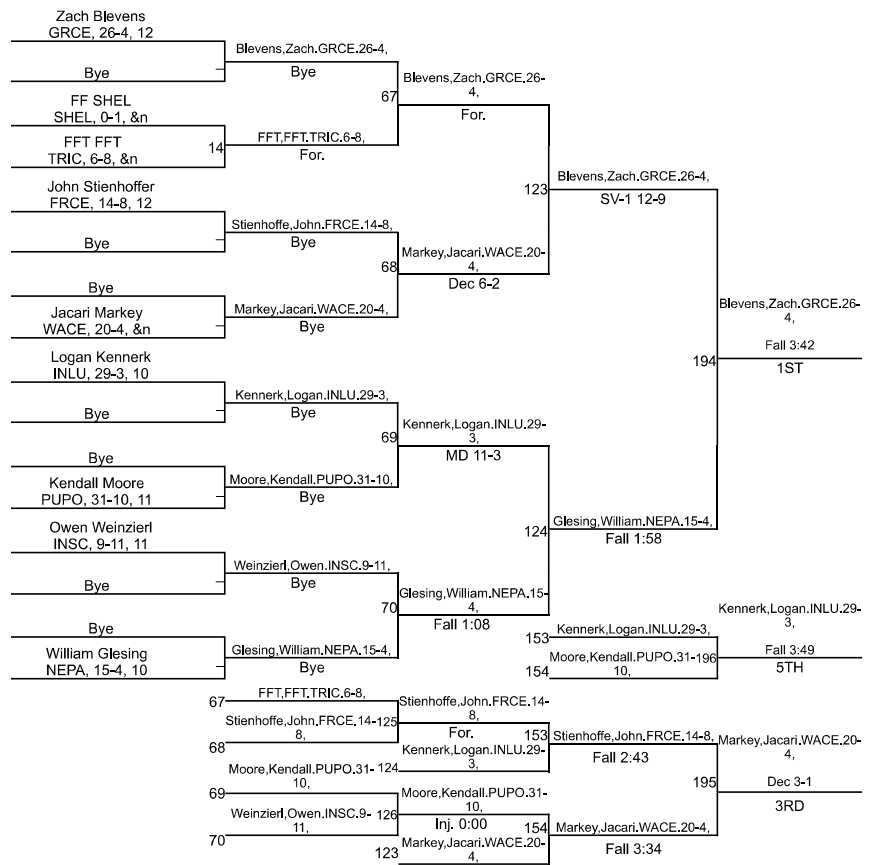 Zach Blevens
GRCE, 26-4, 12
Bye
FF SHEL
SHEL, 0-1, &n
FFT FFT
TRIC, 6-8, &n
John Stienhoffer
FRCE, 14-8, 12
Bye
Bye
Jacari Markey
WACE, 20-4, &n
Logan Kennerk
INLU, 29-3, 10
Bye
Bye
Kendall Moore
PUPO, 31-10, 11
Owen Weinzierl
INSC, 9-11, 11
Bye
Bye
William Glesing
NEPA, 15-4, 10
Blevens,Zach.GRCE.26-4,
Bye
14
FFT,FFT.TRIC.6-8,
For.
Stienhoffe,John.FRCE.14-8,
Bye
Markey,Jacari.WACE.20-4,
Bye
Kennerk,Logan.INLU.29-3,
Bye
Moore,Kendall.PUPO.31-10,
Bye
Weinzierl,Owen.INSC.9-11,
Bye
Glesing,William.NEPA.15-4,
Bye
67
Blevens,Zach.GRCE.26-
4,
For.
68
Markey,Jacari.WACE.20-
4,
Dec 6-2
69
Kennerk,Logan.INLU.29-
3,
MD 11-3
70
Glesing,William.NEPA.15-
4,
Fall 1:08
123
Blevens,Zach.GRCE.26-4,
SV-1 12-9
124
Glesing,William.NEPA.15-4,
Fall 1:58
194
Blevens,Zach.GRCE.26-
4,
Fall 3:42
1ST
153
Kennerk,Logan.INLU.29-3,
154
Moore,Kendall.PUPO.31-
10,
196
Kennerk,Logan.INLU.29-
3,
Fall 3:49
5TH
67
FFT,FFT.TRIC.6-8,
68
Stienhoffe,John.FRCE.14-
8,
125
Stienhoffe,John.FRCE.14-
8,
For.
124
Kennerk,Logan.INLU.29-
3,
69
Moore,Kendall.PUPO.31-
10,
70
Weinzierl,Owen.INSC.9-
11,
126
Moore,Kendall.PUPO.31-
10,
Inj. 0:00
123
Markey,Jacari.WACE.20-
4,
153
Stienhoffe,John.FRCE.14-8,
Fall 2:43
154
Markey,Jacari.WACE.20-4,
Fall 3:34
195
Markey,Jacari.WACE.20-
4,
Dec 3-1
3RD